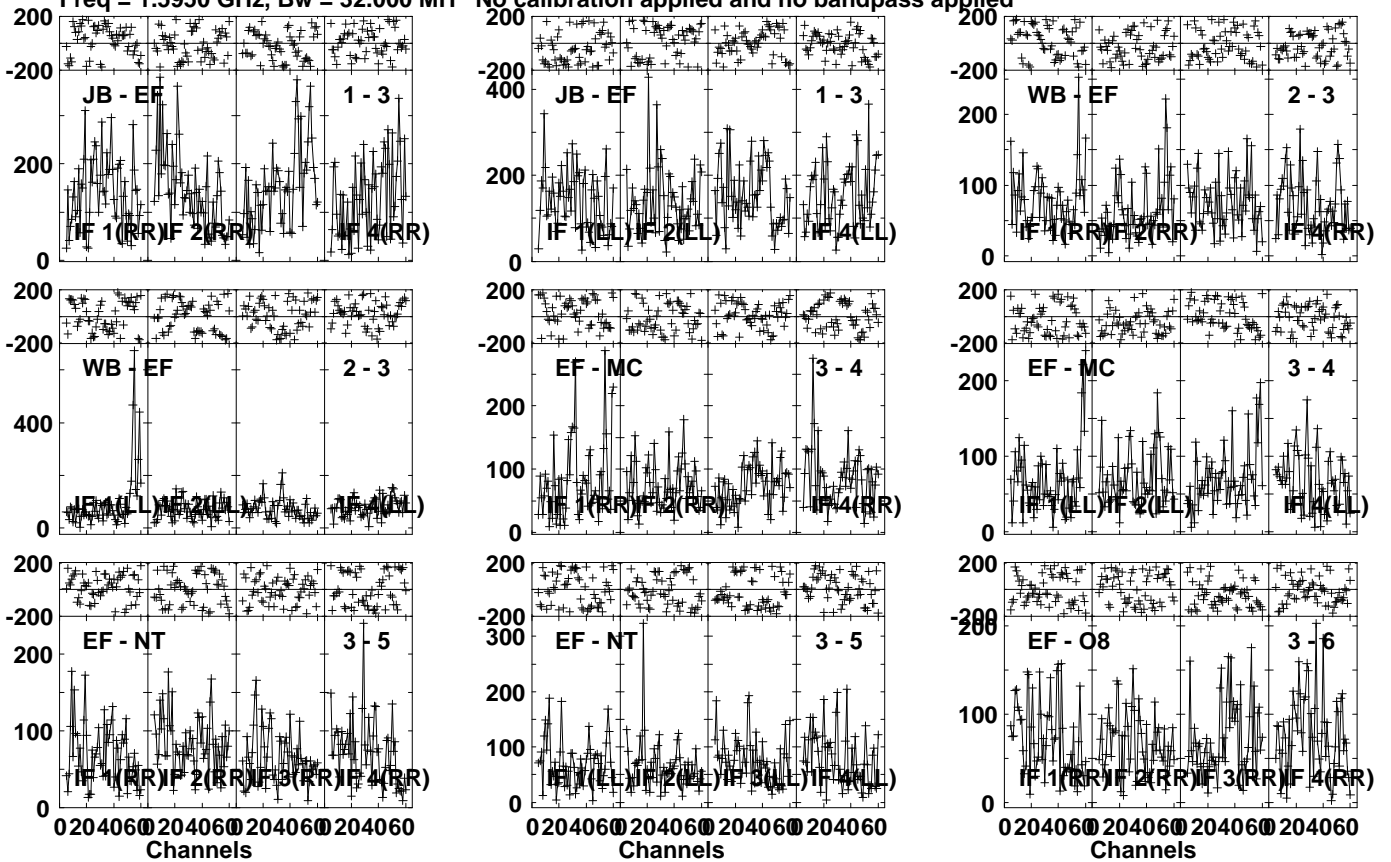 Freq = 1.5950 GHz, Bw = 32.000 MH No calibration applied and no bandpass applied
200
-200
JB - EF 1 - 3
200
0
IF 1(RR) IF 2(RR) IF 4(RR)
200
-200
400
JB - EF 1 - 3
200
0
IF 1(LL) IF 2(LL) IF 4(LL)
200
-200
WB - EF 2 - 3
200
100
0
IF 1(RR) IF 2(RR) IF 4(RR)
200
-200
WB - EF 2 - 3
400
0
IF 1(LL) IF 2(LL) IF 4(LL)
200
-200
EF - MC 3 - 4
200
100
0
IF 1(RR) IF 2(RR) IF 4(RR)
200
-200
EF - MC 3 - 4
200
100
0
IF 1(LL) IF 2(LL) IF 4(LL)
200
-200
EF - NT 3 - 5
200
100
0
IF 1(RR) IF 2(RR) IF 3(RR) IF 4(RR)
0 20 40 60 0 20 40 60 0 20 40 60 0 20 40 60
Channels
200
-200
300
EF - NT 3 - 5
200
100
0
IF 1(LL) IF 2(LL) IF 3(LL) IF 4(LL)
0 20 40 60 0 20 40 60 0 20 40 60 0 20 40 60
Channels
200
-200
200
EF - O8 3 - 6
100
0
IF 1(RR) IF 2(RR) IF 3(RR) IF 4(RR)
0 20 40 60 0 20 40 60 0 20 40 60 0 20 40 60
Channels